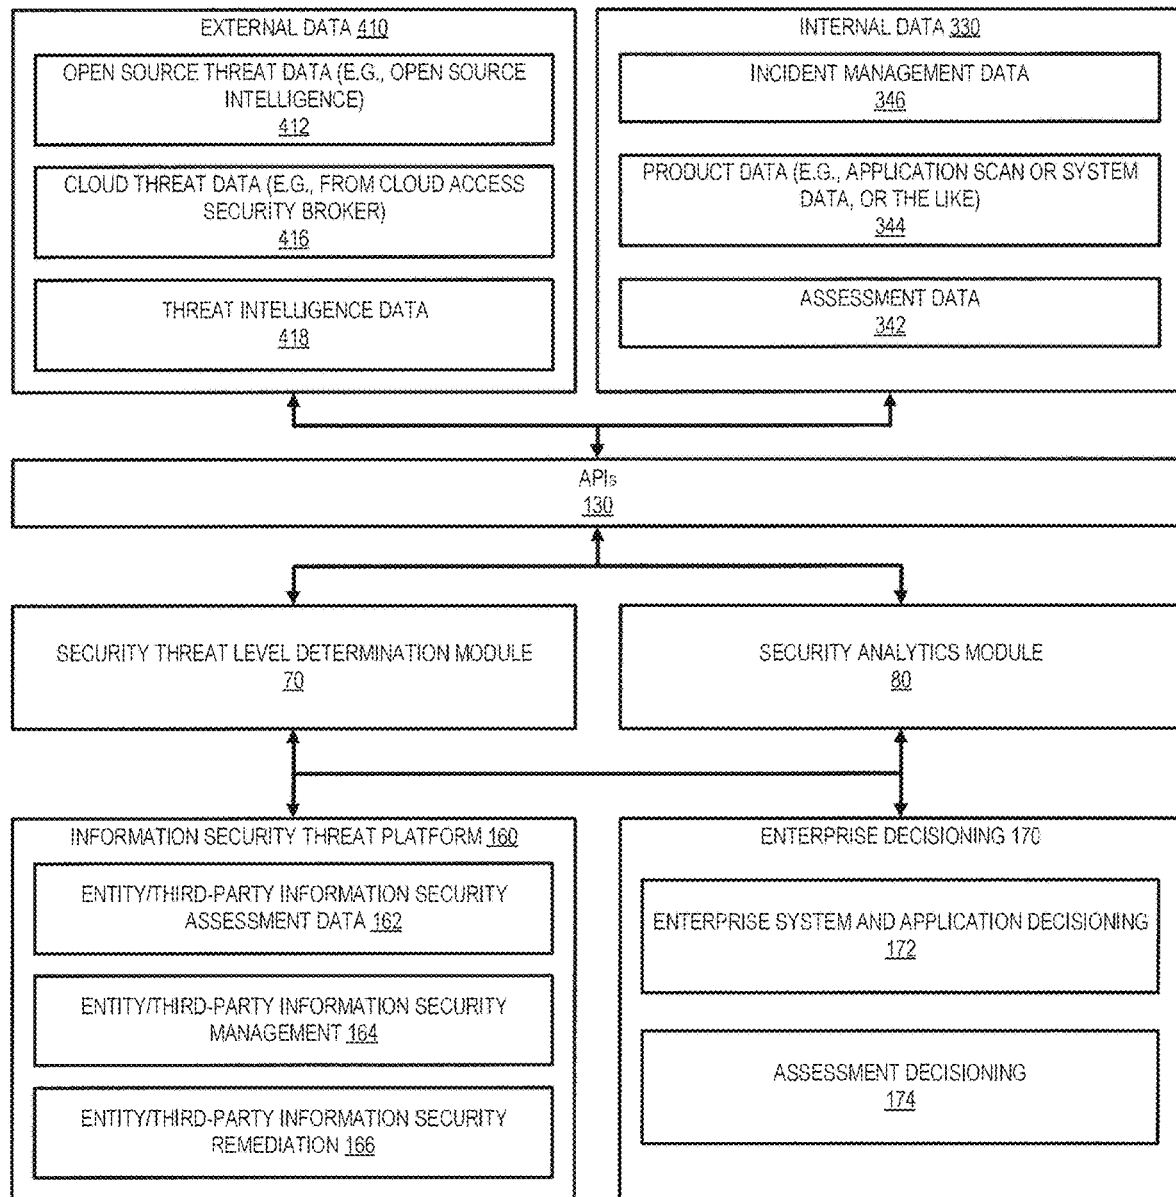 EXTERNAL DATA 410
OPEN SOURCE THREAT DATA (E.G., OPEN SOURCE
INTELLIGENCE)
412
CLOUD THREAT DATA (E.G., FROM CLOUD ACCESS
SECURITY BROKER)
416
THREAT INTELLIGENCE DATA
418
INTERNAL DATA 330
INCIDENT MANAGEMENT DATA
346
PRODUCT DATA (E.G., APPLICATION SCAN OR SYSTEM
DATA, OR THE LIKE)
344
ASSESSMENT DATA
342
APIs
130
SECURITY THREAT LEVEL DETERMINATION MODULE
70
SECURITY ANALYTICS MODULE
80
INFORMATION SECURITY THREAT PLATFORM 160
ENTITY/THIRD-PARTY INFORMATION SECURITY
ASSESSMENT DATA 162
ENTITY/THIRD-PARTY INFORMATION SECURITY
MANAGEMENT 164
ENTITY/THIRD-PARTY INFORMATION SECURITY
REMEDIATION 166
ENTERPRISE DECISIONING 170
ENTERPRISE SYSTEM AND APPLICATION DECISIONING
172
ASSESSMENT DECISIONING
174